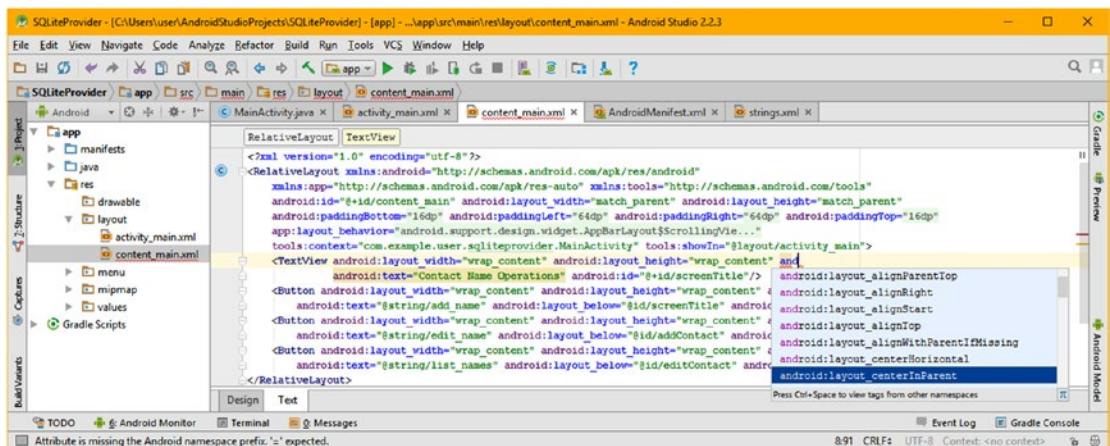 SQLiteProvider - [C:\Users\user\AndroidStudioProjects\SQLiteProvider] - [app] - ...\app\src\main\res\layout\content_main.xml - Android Studio 2.2.3
File Edit View Navigate Code Analyze Refactor Build Run Tools VCS Window Help
app
SQLiteProvider app src main res layout content_main.xml
Android MainActivity.java × activity_main.xml × content_main.xml × AndroidManifest.xml × strings.xml ×
1: Project
2: Structure
Captures
Build Variants
app
manifests
java
res
drawable
layout
activity_main.xml
content_main.xml
menu
mipmap
values
Gradle Scripts
RelativeLayout TextView
<?xml version="1.0" encoding="utf-8"?>
<RelativeLayout xmlns:android="http://schemas.android.com/apk/res/android"
xmlns:app="http://schemas.android.com/apk/res-auto" xmlns:tools="http://schemas.android.com/tools"
android:id="@+id/content_main" android:layout_width="match_parent" android:layout_height="match_parent"
android:paddingBottom="16dp" android:paddingLeft="64dp" android:paddingRight="64dp" android:paddingTop="16dp"
app:layout_behavior="android.support.design.widget.AppBarLayout$ScrollingVie..."
tools:context="com.example.user.sqliteprovider.MainActivity" tools:showIn="@layout/activity_main">
<TextView android:layout_width="wrap_content" android:layout_height="wrap_content" and
android:text="Contact Name Operations" android:id="@+id/screenTitle"/>
<Button android:layout_width="wrap_content" android:layout_height="wrap_content" a
android:text="@string/add_name" android:layout_below="@id/screenTitle" androi
<Button android:layout_width="wrap_content" android:layout_height="wrap_content" a
android:text="@string/edit_name" android:layout_below="@id/addContact" android
<Button android:layout_width="wrap_content" android:layout_height="wrap_content" a
android:text="@string/list_names" android:layout_below="@id/editContact" andro
</RelativeLayout>
android:layout_alignParentTop
android:layout_alignRight
android:layout_alignStart
android:layout_alignTop
android:layout_alignWithParentIfMissing
android:layout_centerHorizontal
android:layout_centerInParent
Press Ctrl+Space to view tags from other namespaces π
Design Text
Gradle
Preview
Android Model
TODO 6: Android Monitor Terminal 0: Messages Event Log Gradle Console
Attribute is missing the Android namespace prefix. '=' expected. 8:91 CRLF÷ UTF-8 Context: <no context>